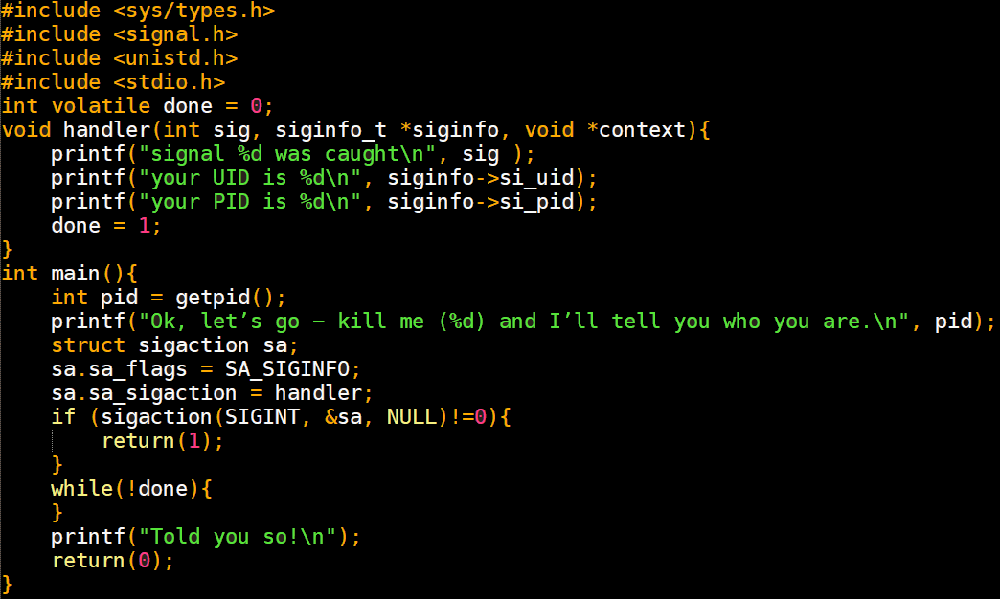 #include <sys/types.h>
#include <signal.h>
#include <unistd.h>
#include <stdio.h>
int volatile done = 0;
void handler(int sig, siginfo_t *siginfo, void *context){
    printf("signal %d was caught\n", sig );
    printf("your UID is %d\n", siginfo->si_uid);
    printf("your PID is %d\n", siginfo->si_pid);
    done = 1;
}
int main(){
    int pid = getpid();
    printf("Ok, let’s go – kill me (%d) and I’ll tell you who you are.\n", pid);
    struct sigaction sa;
    sa.sa_flags = SA_SIGINFO;
    sa.sa_sigaction = handler;
    if (sigaction(SIGINT, &sa, NULL)!=0){
        return(1);
    }
    while(!done){
    }
    printf("Told you so!\n");
    return(0);
}